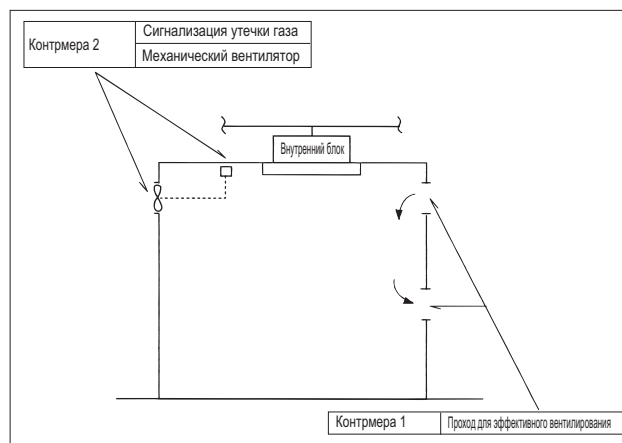 Контрмера 2
Сигнализация утечки газа
Механический вентилятор
Внутренний блок
Контрмера 1
Проход для эффективного вентилирования